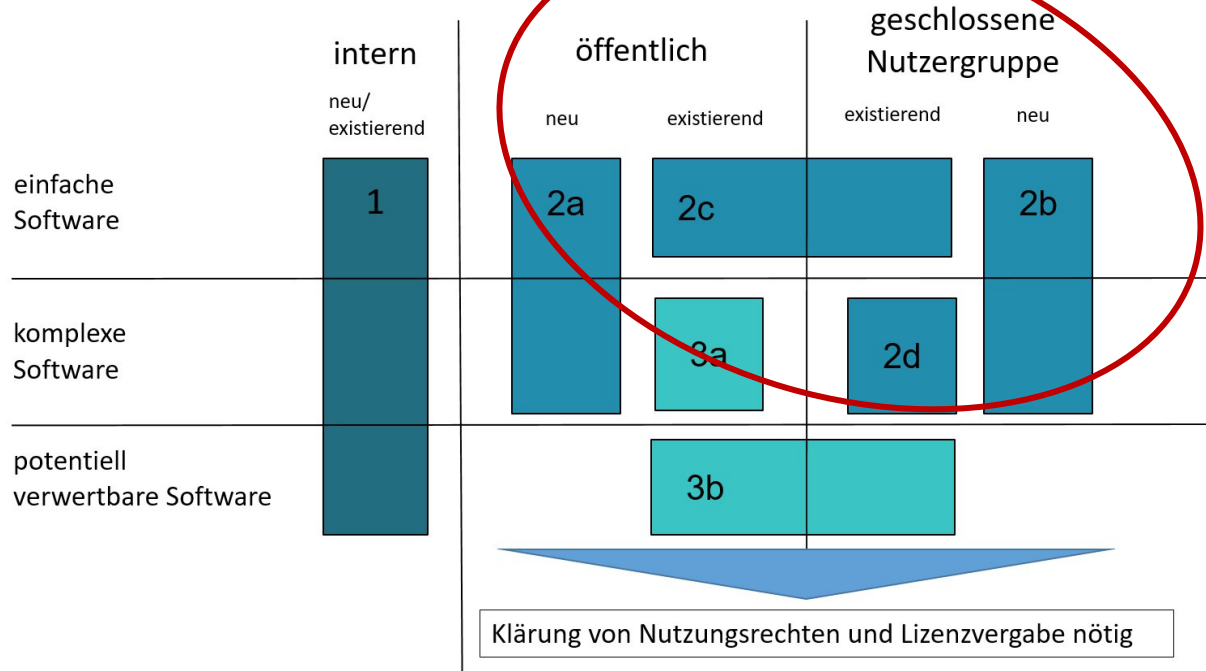 intern
öffentlich
geschlossene
Nutzergruppe
neu/
existierend
neu
existierend
existierend
neu
einfache
Software
1
2a
2c
2b
komplexe
Software
3a
2d
potentiell
verwertbare Software
3b
Klärung von Nutzungsrechten und Lizenzvergabe nötig